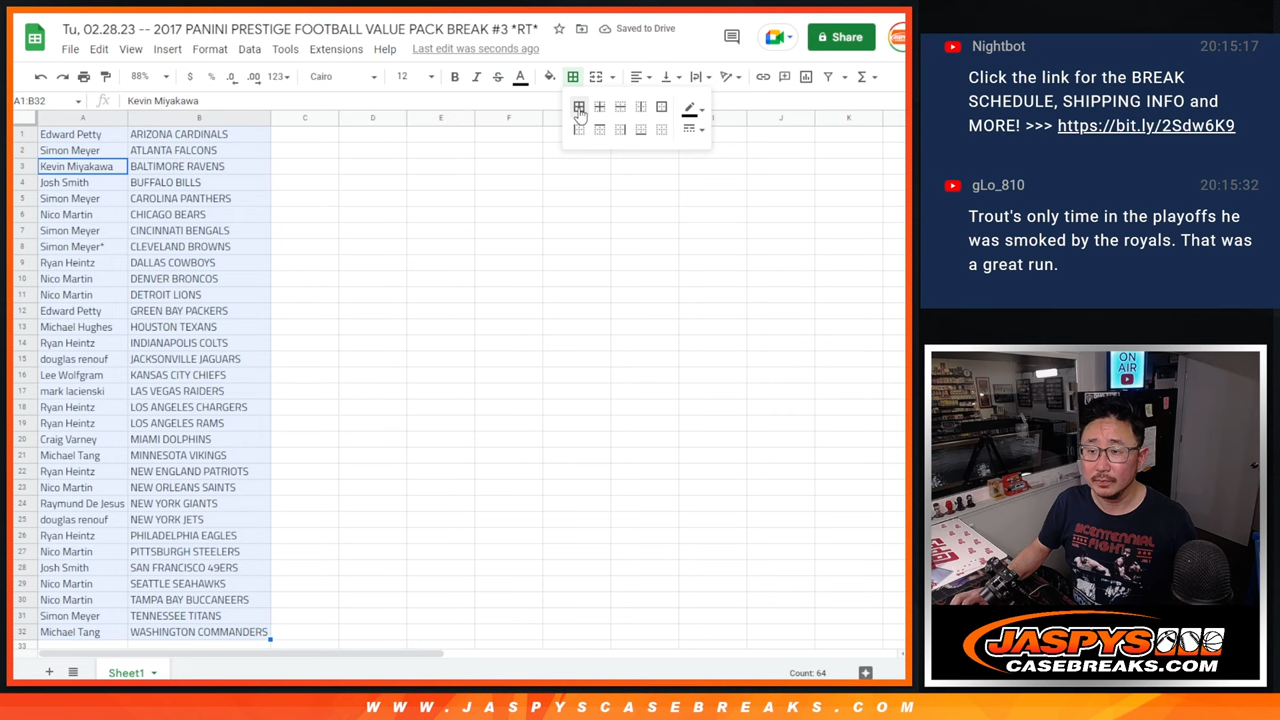 Tu, 02.28.23 -- 2017 PANINI PRESTIGE FOOTBALL VALUE PACK BREAK #3 *RT*
Saved to Drive
Share
File Edit View Insert Format Data Tools Extensions Help Last edit was seconds ago
88% $ % .0 .00 123 Cairo 12 B I S A
A1:B32 fx Kevin Miyakawa
A B C D E F G H I J K
1 Edward Petty ARIZONA CARDINALS
2 Simon Meyer ATLANTA FALCONS
3 Kevin Miyakawa BALTIMORE RAVENS
4 Josh Smith BUFFALO BILLS
5 Simon Meyer CAROLINA PANTHERS
6 Nico Martin CHICAGO BEARS
7 Simon Meyer CINCINNATI BENGALS
8 Simon Meyer* CLEVELAND BROWNS
9 Ryan Heintz DALLAS COWBOYS
10 Nico Martin DENVER BRONCOS
11 Nico Martin DETROIT LIONS
12 Edward Petty GREEN BAY PACKERS
13 Michael Hughes HOUSTON TEXANS
14 Ryan Heintz INDIANAPOLIS COLTS
15 douglas renouf JACKSONVILLE JAGUARS
16 Lee Wolfgram KANSAS CITY CHIEFS
17 mark lacienski LAS VEGAS RAIDERS
18 Ryan Heintz LOS ANGELES CHARGERS
19 Ryan Heintz LOS ANGELES RAMS
20 Craig Varney MIAMI DOLPHINS
21 Michael Tang MINNESOTA VIKINGS
22 Ryan Heintz NEW ENGLAND PATRIOTS
23 Nico Martin NEW ORLEANS SAINTS
24 Raymund De Jesus NEW YORK GIANTS
25 douglas renouf NEW YORK JETS
26 Ryan Heintz PHILADELPHIA EAGLES
27 Nico Martin PITTSBURGH STEELERS
28 Josh Smith SAN FRANCISCO 49ERS
29 Nico Martin SEATTLE SEAHAWKS
30 Nico Martin TAMPA BAY BUCCANEERS
31 Simon Meyer TENNESSEE TITANS
32 Michael Tang WASHINGTON COMMANDERS
33
Sheet1
Count: 64
Nightbot 20:15:17
Click the link for the BREAK
SCHEDULE, SHIPPING INFO and
MORE! >>> https://bit.ly/2Sdw6K9
gLo_810 20:15:32
Trout's only time in the playoffs he
was smoked by the royals. That was
a great run.
ON
AIR
BICENTENNIAL
FIGHT
JASPYS
CASEBREAKS.COM
WWW.JASPYSCASEBREAKS.COM